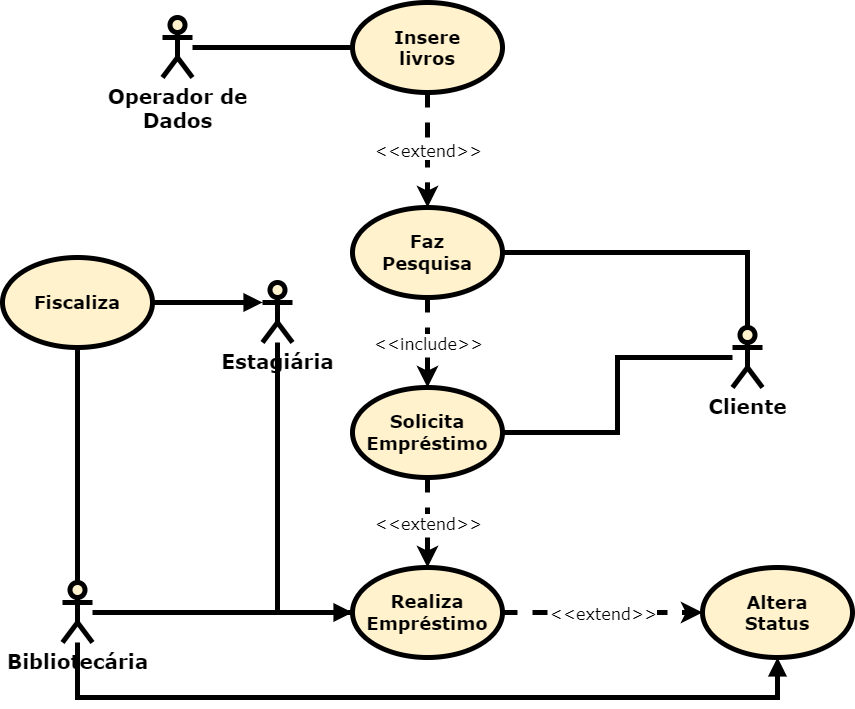 Insere
livros
Operador de
Dados
<<extend>>
Faz
Pesquisa
Fiscaliza
<<include>>
Estagiária
Cliente
Solicita
Empréstimo
<<extend>>
Realiza
Empréstimo
<<extend>>
Altera
Status
Bibliotecária